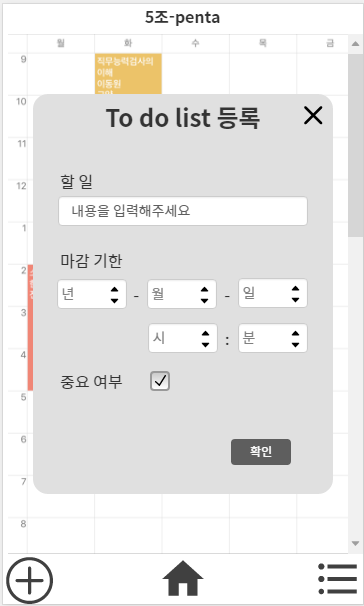 5조-penta
월 화 수 목 금
9
직무능력검사의
이해
이동원
10
To do list 등록
11
12
할 일
내용을 입력해주세요
1
마감 기한
2
년 - 월 - 일
3
시 : 분
4
중요 여부
5
6
확인
7
8